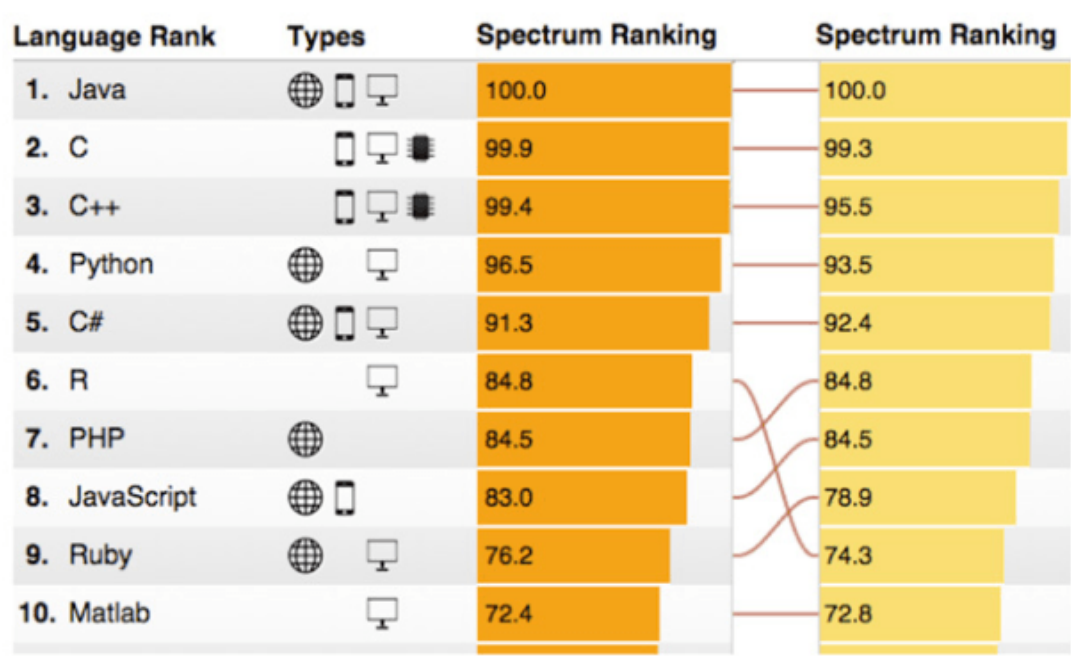 Language Rank Types Spectrum Ranking Spectrum Ranking
1. Java 100.0 100.0
2. C 99.9 99.3
3. C++ 99.4 95.5
4. Python 96.5 93.5
5. C# 91.3 92.4
6. R 84.8 84.8
7. PHP 84.5 84.5
8. JavaScript 83.0 78.9
9. Ruby 76.2 74.3
10. Matlab 72.4 72.8